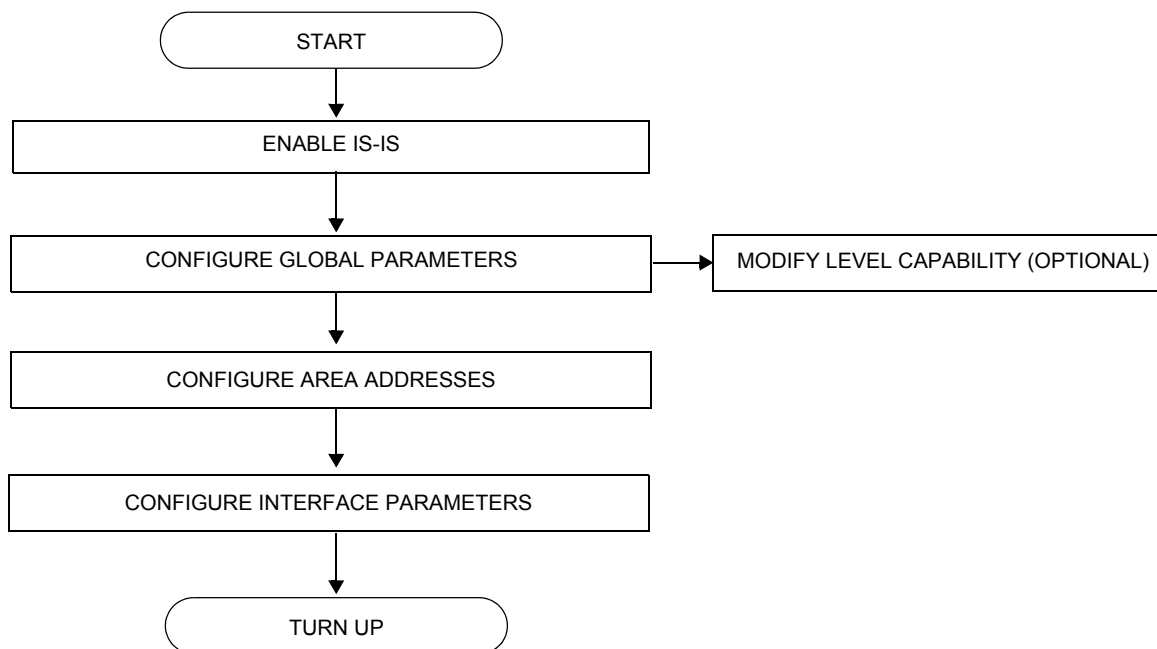 START
ENABLE IS-IS
CONFIGURE GLOBAL PARAMETERS
MODIFY LEVEL CAPABILITY (OPTIONAL)
CONFIGURE AREA ADDRESSES
CONFIGURE INTERFACE PARAMETERS
TURN UP